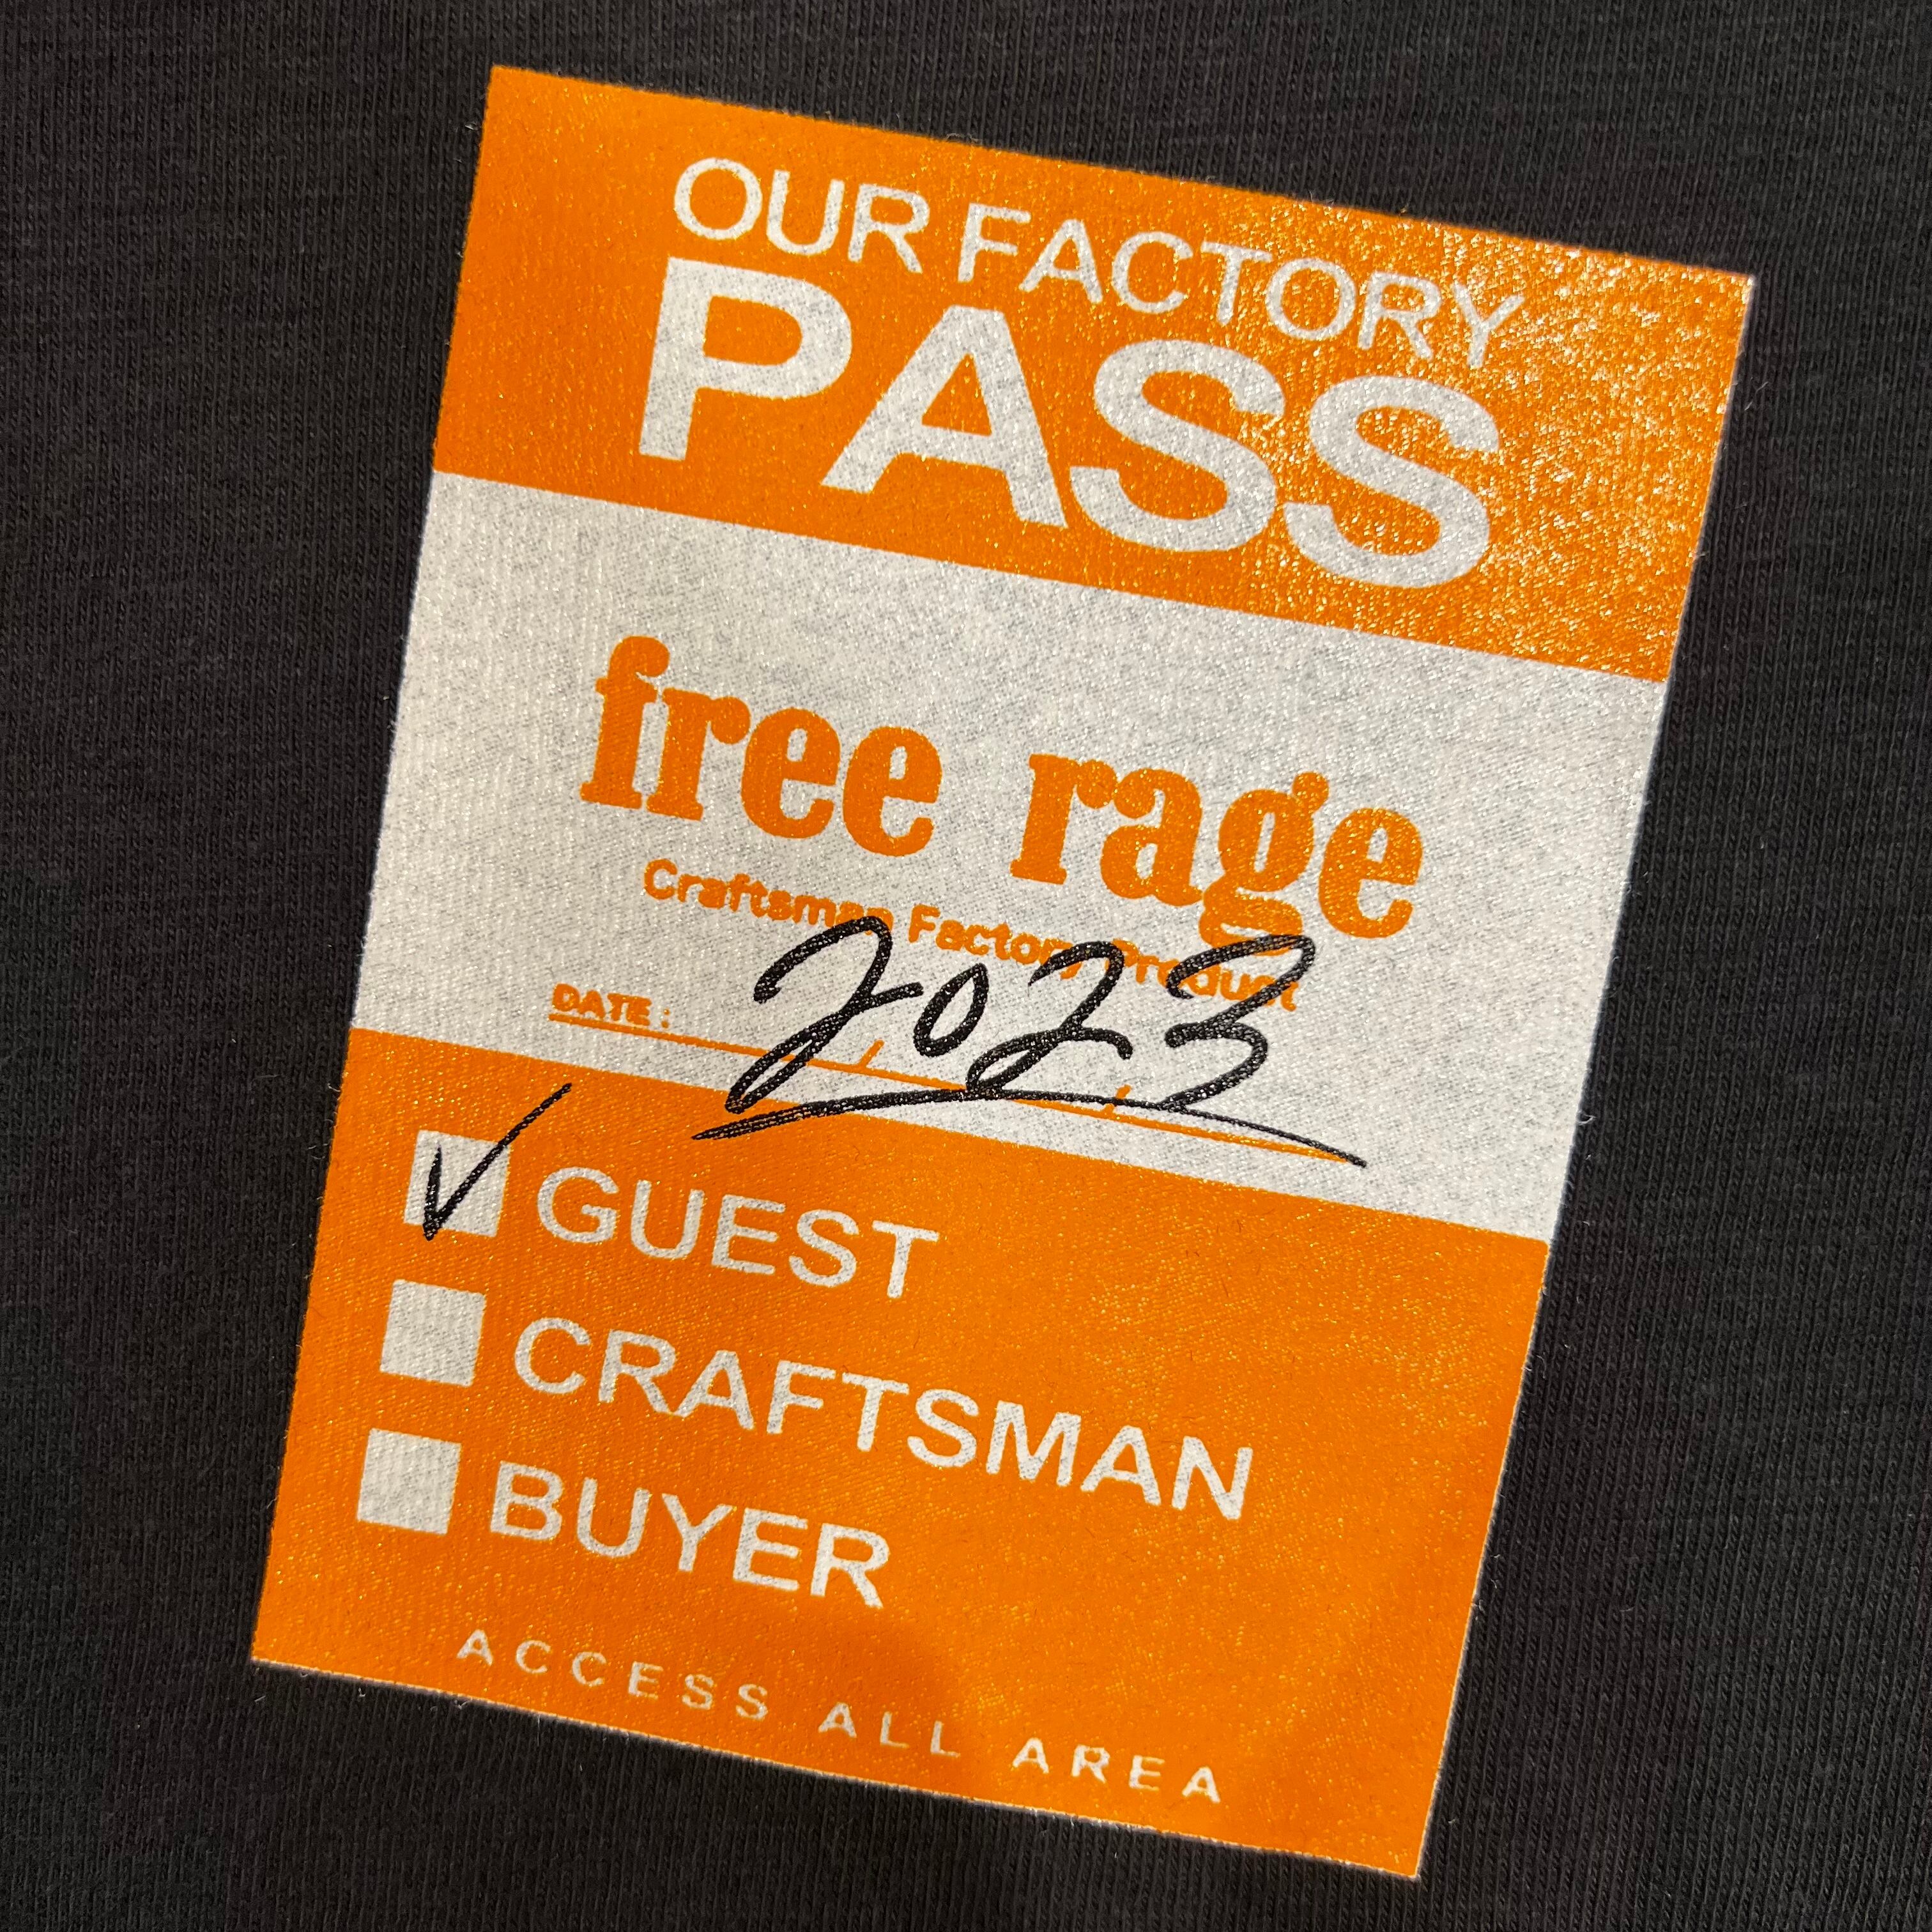 OUR FACTORY
PASS
free rage
Craftsman Factory Product
DATE : 2023
GUEST
CRAFTSMAN
BUYER
ACCESS ALL AREA